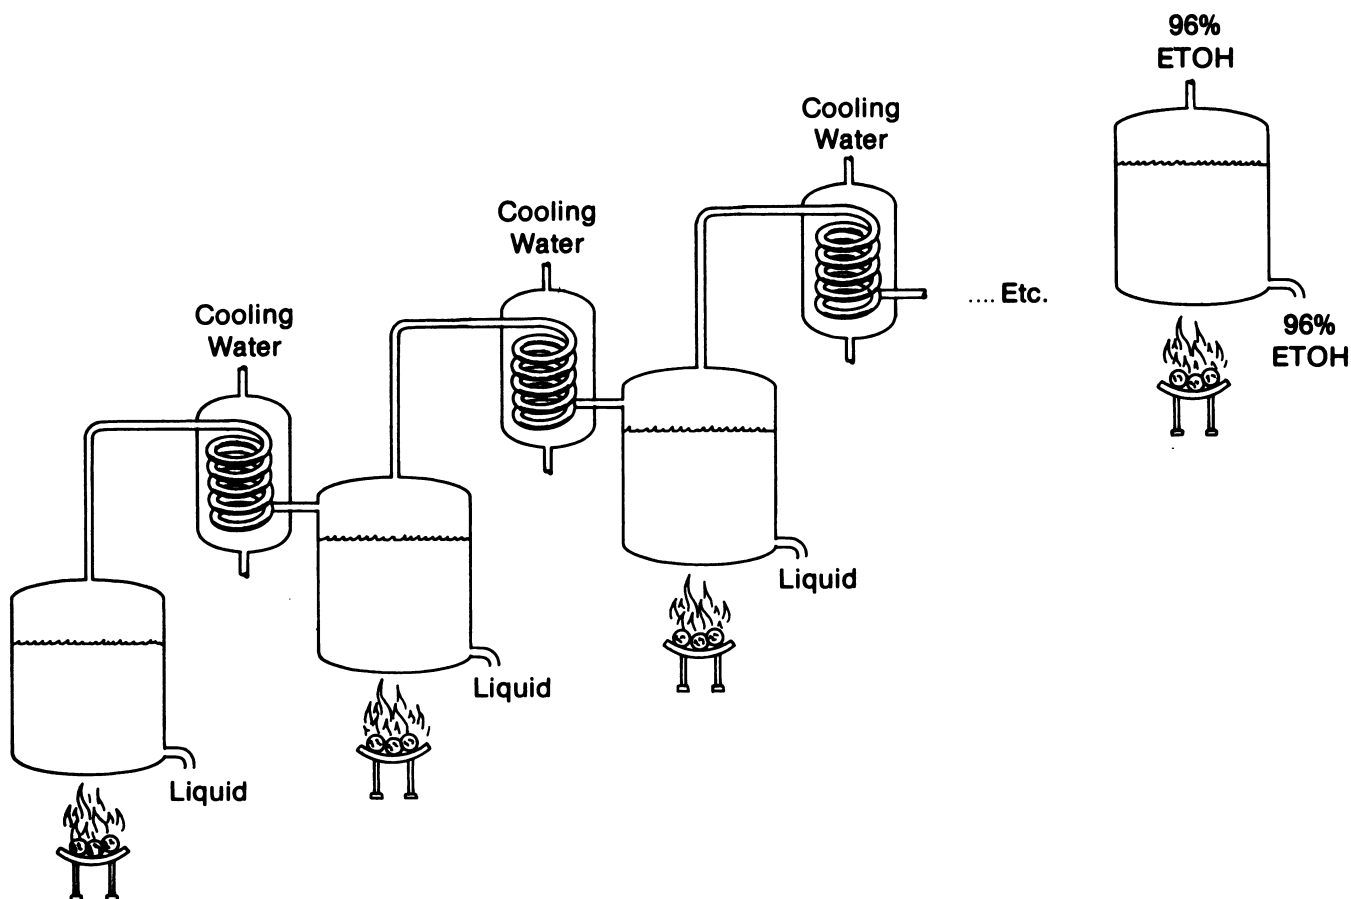 96%
ETOH
Cooling
Water
Cooling
Water
Cooling
Water
.... Etc.
96%
ETOH
Liquid
Liquid
Liquid